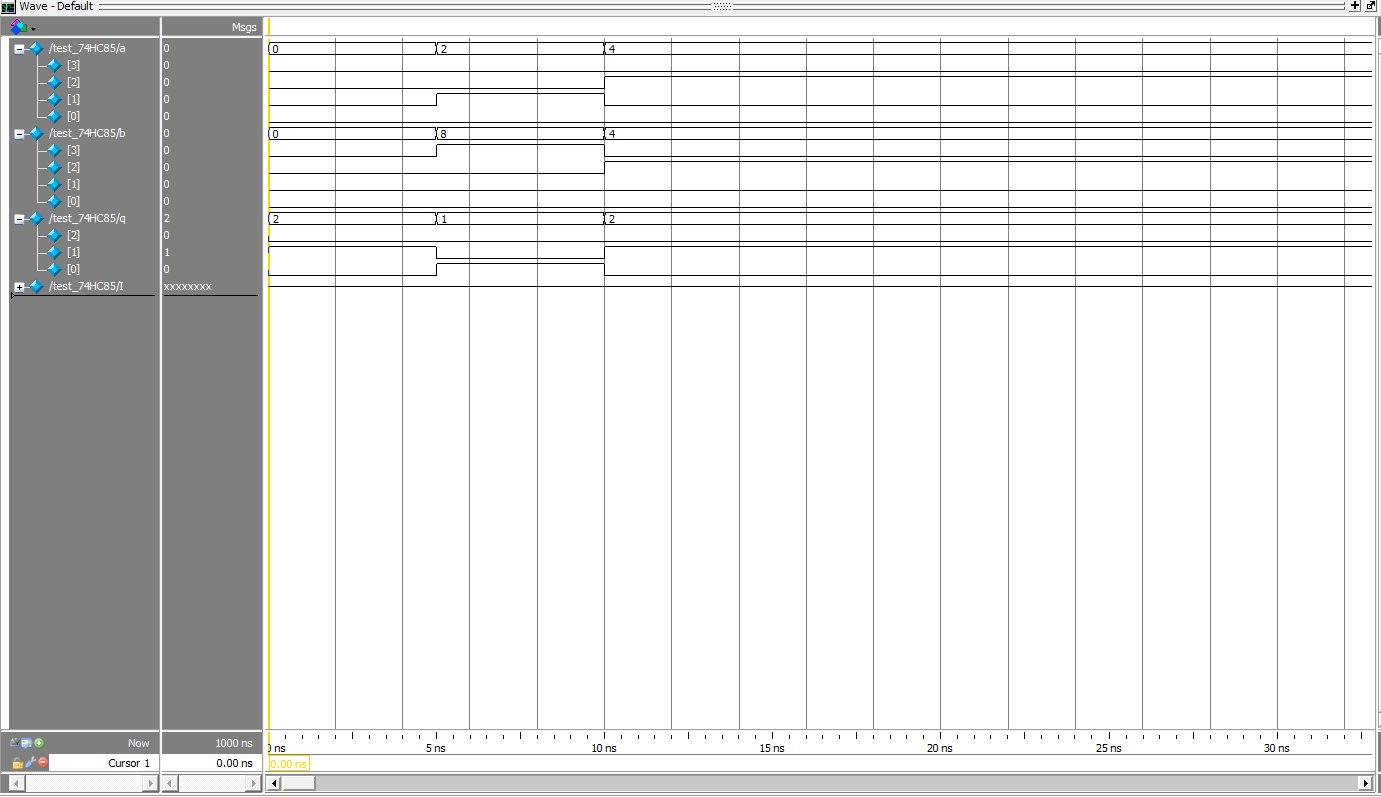 Wave - Default
Msgs
/test_74HC85/a 0 0 2 4
[3] 0
[2] 0
[1] 0
[0] 0
/test_74HC85/b 0 0 8 4
[3] 0
[2] 0
[1] 0
[0] 0
/test_74HC85/q 2 2 1 2
[2] 0
[1] 1
[0] 0
/test_74HC85/I xxxxxxxx
Now 1000 ns 0 ns 5 ns 10 ns 15 ns 20 ns 25 ns 30 ns
Cursor 1 0.00 ns 0.00 ns